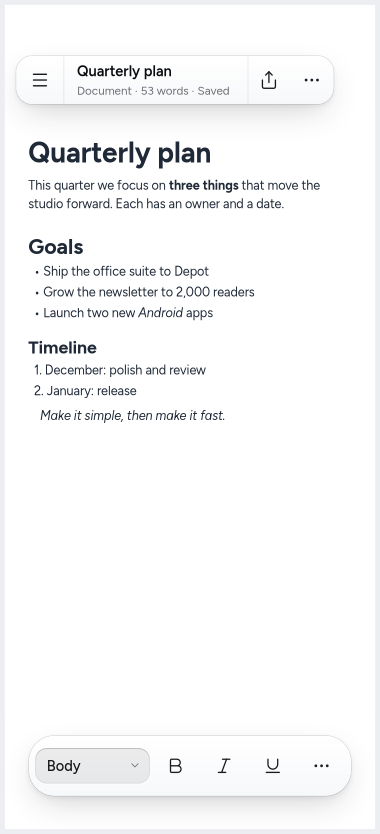 Quarterly plan
Document · 53 words · Saved
Quarterly plan
This quarter we focus on three things that move the
studio forward. Each has an owner and a date.
Goals
• Ship the office suite to Depot
• Grow the newsletter to 2,000 readers
• Launch two new Android apps
Timeline
1. December: polish and review
2. January: release
Make it simple, then make it fast.
Body B I U